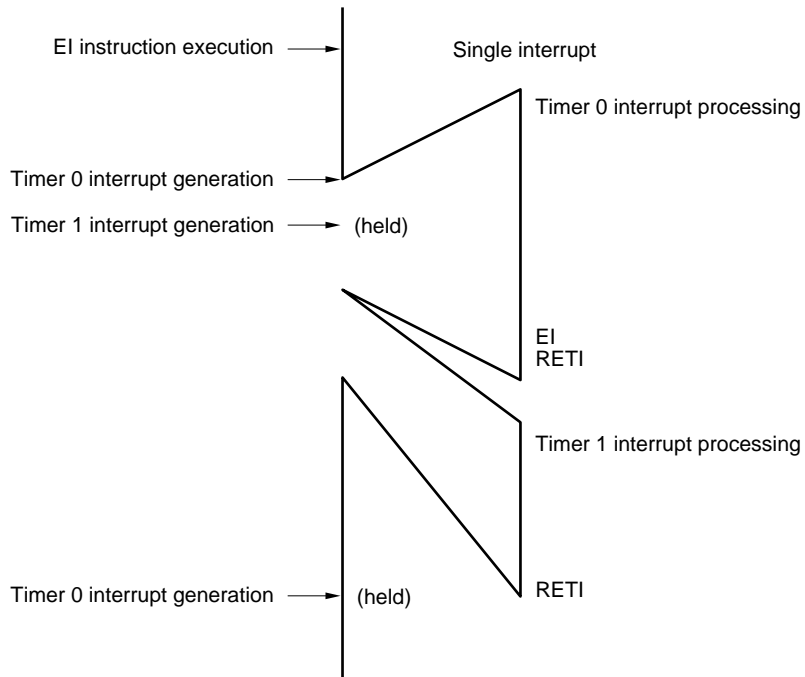 EI instruction execution
Single interrupt
Timer 0 interrupt processing
Timer 0 interrupt generation
Timer 1 interrupt generation
(held)
EI
RETI
Timer 1 interrupt processing
Timer 0 interrupt generation
(held)
RETI